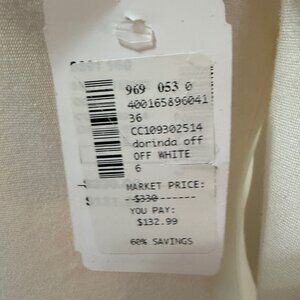 969 053 0
400165896041
36
CC109302514
dorinda off
OFF WHITE
6
MARKET PRICE:
$330
YOU PAY:
$132.99
60% SAVINGS